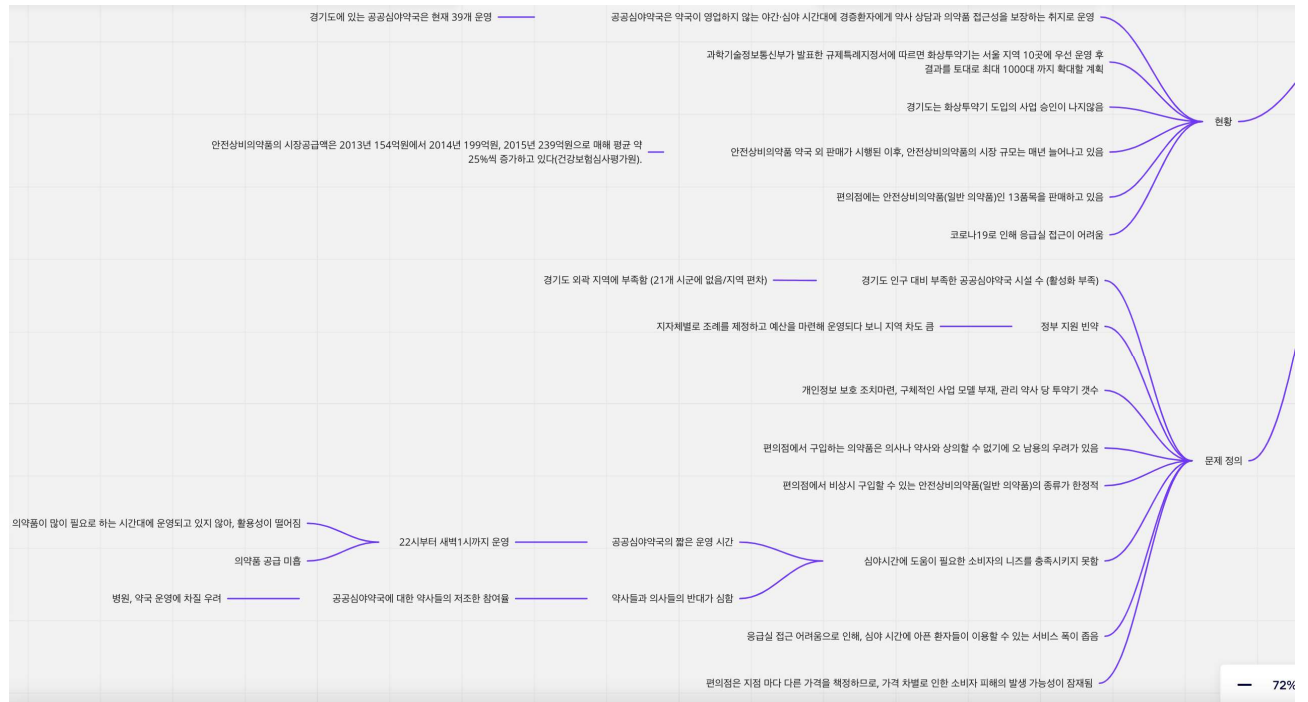 경기도에 있는 공공심야약국은 현재 39개 운영
공공심야약국은 약국이 영업하지 않는 야간·심야 시간대에 경증환자에게 약사 상담과 의약품 접근성을 보장하는 취지로 운영
과학기술정보통신부가 발표한 규제특례지정서에 따르면 화상투약기는 서울 지역 10곳에 우선 운영 후
결과를 토대로 최대 1000대 까지 확대할 계획
경기도는 화상투약기 도입의 사업 승인이 나지않음
현황
안전상비의약품의 시장공급액은 2013년 154억원에서 2014년 199억원, 2015년 239억원으로 매해 평균 약
25%씩 증가하고 있다(건강보험심사평가원).
안전상비의약품 약국 외 판매가 시행된 이후, 안전상비의약품의 시장 규모는 매년 늘어나고 있음
편의점에는 안전상비의약품(일반 의약품)인 13품목을 판매하고 있음
코로나19로 인해 응급실 접근이 어려움
경기도 외곽 지역에 부족함 (21개 시군에 없음/지역 편차)
경기도 인구 대비 부족한 공공심야약국 시설 수 (활성화 부족)
지자체별로 조례를 제정하고 예산을 마련해 운영되다 보니 지역 차도 큼
정부 지원 빈약
개인정보 보호 조치마련, 구체적인 사업 모델 부재, 관리 약사 당 투약기 갯수
편의점에서 구입하는 의약품은 의사나 약사와 상의할 수 없기에 오 남용의 우려가 있음
문제 정의
편의점에서 비상시 구입할 수 있는 안전상비의약품(일반 의약품)의 종류가 한정적
의약품이 많이 필요로 하는 시간대에 운영되고 있지 않아, 활용성이 떨어짐
22시부터 새벽1시까지 운영
공공심야약국의 짧은 운영 시간
의약품 공급 미흡
심야시간에 도움이 필요한 소비자의 니즈를 충족시키지 못함
병원, 약국 운영에 차질 우려
공공심야약국에 대한 약사들의 저조한 참여율
약사들과 의사들의 반대가 심함
응급실 접근 어려움으로 인해, 심야 시간에 아픈 환자들이 이용할 수 있는 서비스 폭이 좁음
편의점은 지점 마다 다른 가격을 책정하므로, 가격 차별로 인한 소비자 피해의 발생 가능성이 잠재됨
72%